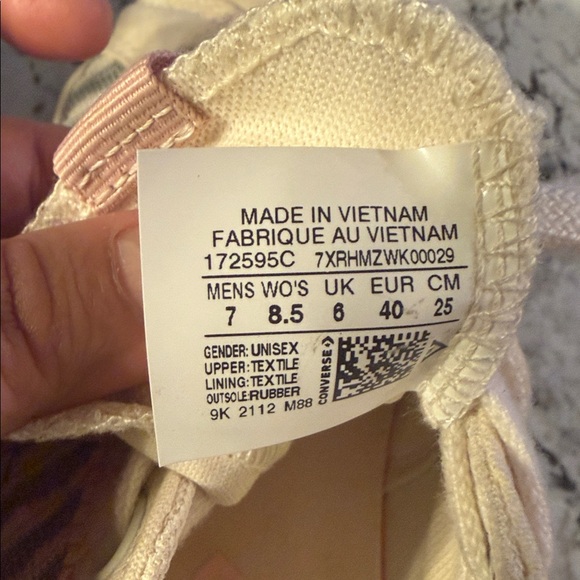 MADE IN VIETNAM
FABRIQUE AU VIETNAM
172595C 7XRHMZWK00029
MENS WO'S UK EUR CM
7 8.5 6 40 25
GENDER: UNISEX
UPPER: TEXTILE
LINING: TEXTILE
OUTSOLE: RUBBER
9K 2112 M88
CONVERSE